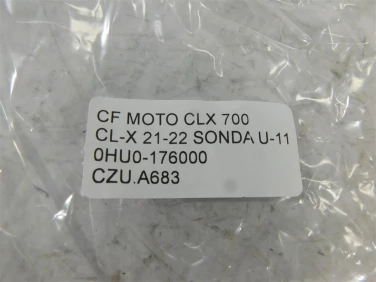 CF MOTO CLX 700
CL-X 21-22 SONDA U-11
0HU0-176000
CZU.A683